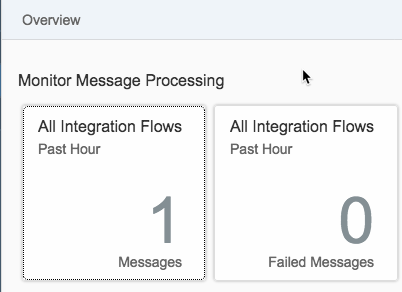 Overview
Monitor Message Processing
All Integration Flows
Past Hour
1
Messages
All Integration Flows
Past Hour
0
Failed Messages